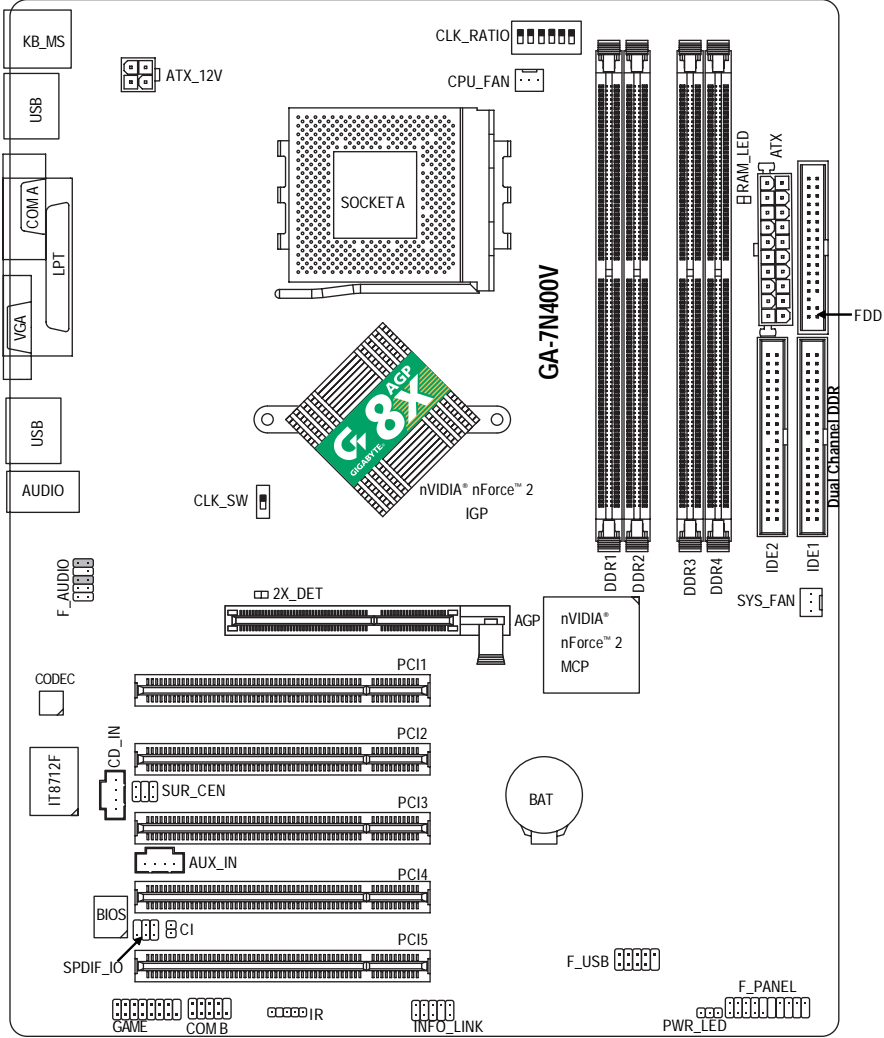 KB_MS
CLK_RATIO
ATX_12V
CPU_FAN
USB
RAM_LED
ATX
COM A
SOCKET A
LPT
VGA
GA-7N400V
FDD
AGP
8X
GIGABYTE™
USB
AUDIO
CLK_SW
nVIDIA® nForce™ 2
IGP
Dual Channel DDR
DDR1
DDR2
DDR3
DDR4
IDE2
IDE1
F_AUDIO
2X_DET
SYS_FAN
AGP
nVIDIA®
nForce™ 2
MCP
PCI1
CODEC
PCI2
CD_IN
IT8712F
SUR_CEN
PCI3
BAT
AUX_IN
PCI4
BIOS
CI
PCI5
SPDIF_IO
F_USB
F_PANEL
GAME
COM B
IR
INFO_LINK
PWR_LED